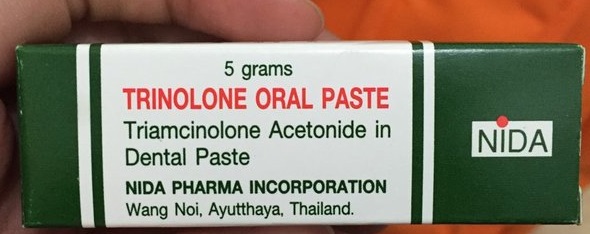 5 grams
TRINOLONE ORAL PASTE
Triamcinolone Acetonide in
Dental Paste
NIDA PHARMA INCORPORATION
Wang Noi, Ayutthaya, Thailand.
NIDA